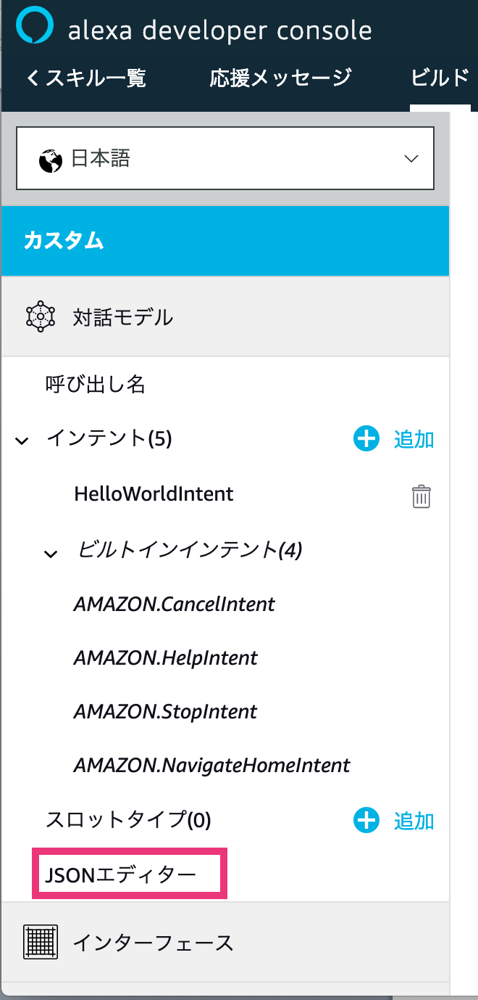 alexa developer console
スキル一覧 応援メッセージ ビルド
日本語
カスタム
対話モデル
呼び出し名
インテント(5) 追加
HelloWorldIntent
ビルトインインテント(4)
AMAZON.CancelIntent
AMAZON.HelpIntent
AMAZON.StopIntent
AMAZON.NavigateHomeIntent
スロットタイプ(0) 追加
JSONエディター
インターフェース